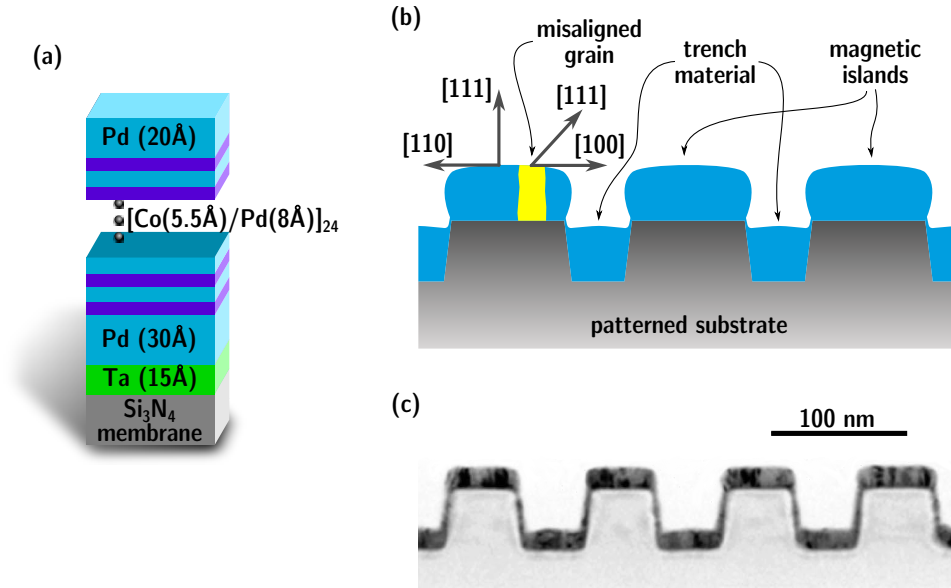 (a)
Pd (20Å)
[Co(5.5Å)/Pd(8Å)]24
Pd (30Å)
Ta (15Å)
Si3N4
membrane
(b)
misaligned
grain
trench
material
magnetic
islands
[111]
[111]
[110]
[100]
patterned substrate
(c)
100 nm